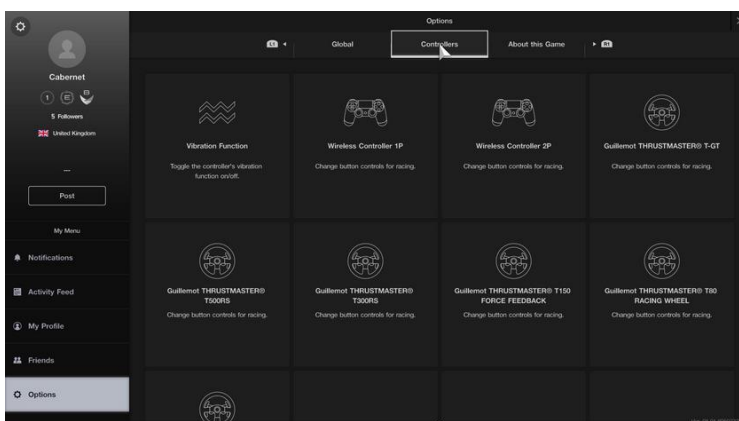 Options
L1
Global
Controllers
About this Game
R1
Cabernet
1
E
B
5 Followers
United Kingdom
---
Post
My Menu
Notifications
Activity Feed
My Profile
Friends
Options
Vibration Function
Toggle the controller's vibration
function on/off.
Wireless Controller 1P
Change button controls for racing.
Wireless Controller 2P
Change button controls for racing.
Guillemot THRUSTMASTER® T-GT
Change button controls for racing.
Guillemot THRUSTMASTER®
T500RS
Change button controls for racing.
Guillemot THRUSTMASTER®
T300RS
Change button controls for racing.
Guillemot THRUSTMASTER® T150
FORCE FEEDBACK
Change button controls for racing.
Guillemot THRUSTMASTER® T80
RACING WHEEL
Change button controls for racing.